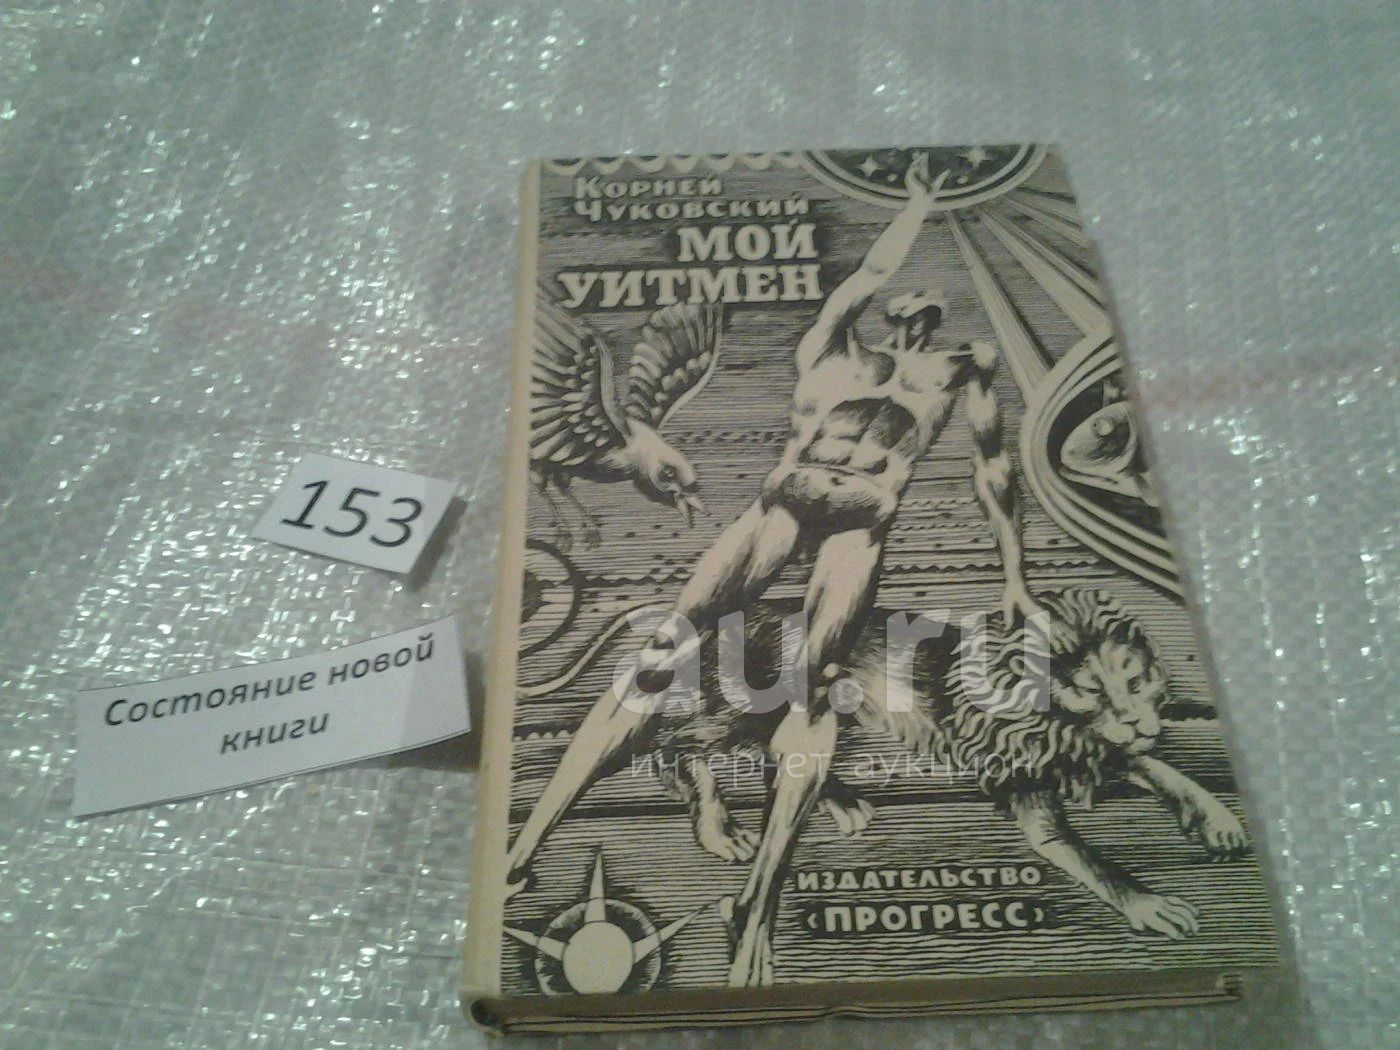 Корней
Чуковский
МОЙ
УИТМЕН
153
Состояние новой
книги
au.ru
интернет аукцион
ИЗДАТЕЛЬСТВО
«ПРОГРЕСС»